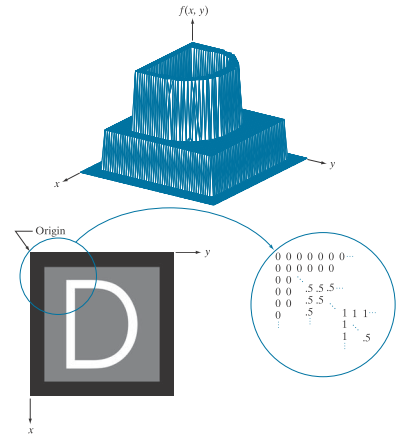 f(x, y)
y
x
Origin
y
x
D
0 0 0 0 0 0 0 ···
0 0 0 0 0 0
0 0 ⋱
0 0 .5 .5 .5 ···
0 0 .5 .5 ⋱
0 .5 1 1 1 ···
⋮ ⋮ 1 ⋱
1 .5
⋮